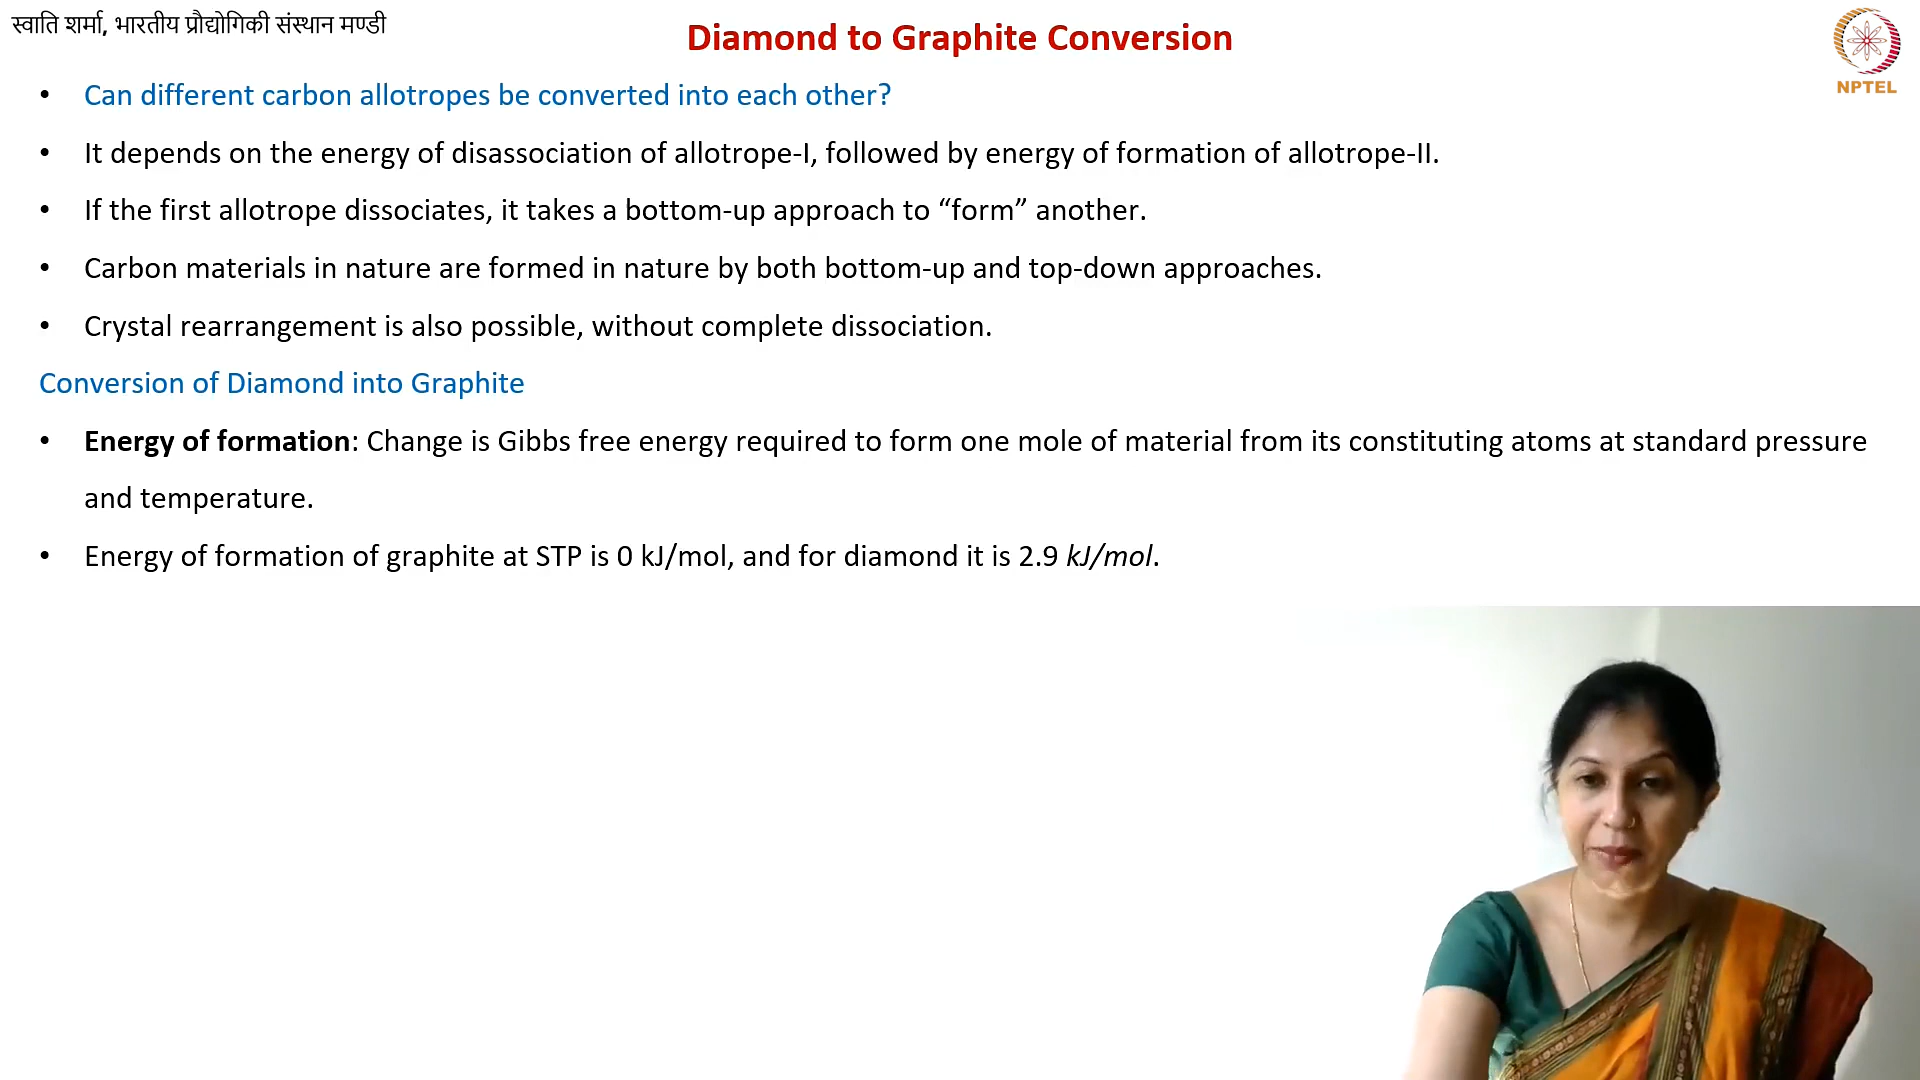 स्वाति शर्मा, भारतीय प्रौद्योगिकी संस्थान मण्डी
Diamond to Graphite Conversion
NPTEL
• Can different carbon allotropes be converted into each other?
• It depends on the energy of disassociation of allotrope-I, followed by energy of formation of allotrope-II.
• If the first allotrope dissociates, it takes a bottom-up approach to “form” another.
• Carbon materials in nature are formed in nature by both bottom-up and top-down approaches.
• Crystal rearrangement is also possible, without complete dissociation.
Conversion of Diamond into Graphite
• Energy of formation: Change is Gibbs free energy required to form one mole of material from its constituting atoms at standard pressure
and temperature.
• Energy of formation of graphite at STP is 0 kJ/mol, and for diamond it is 2.9 kJ/mol.